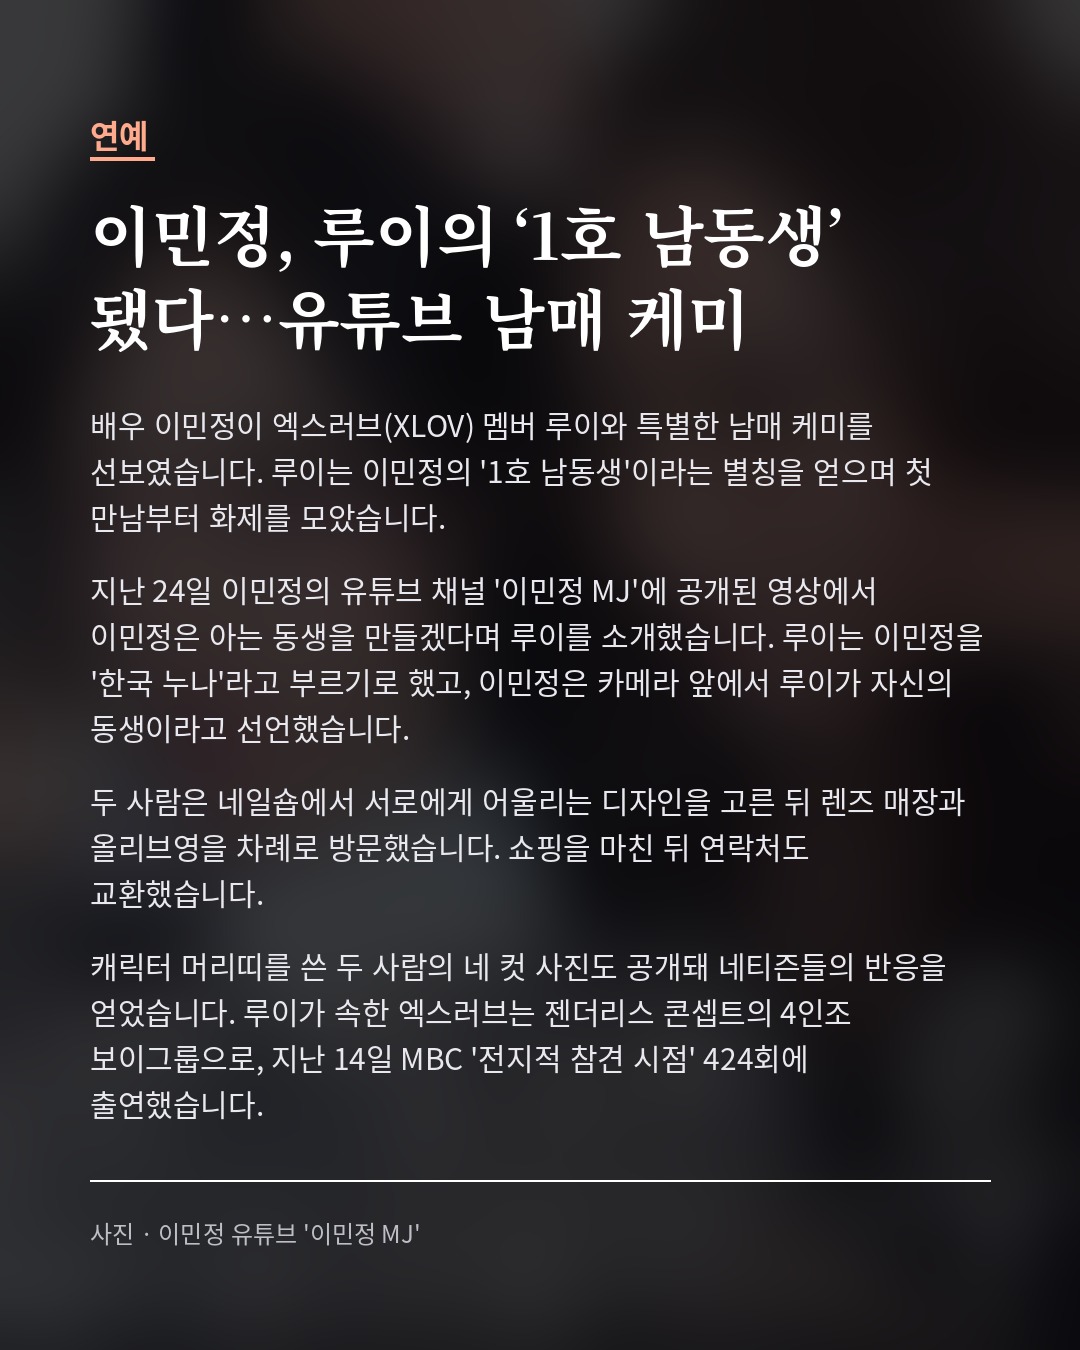 연예
이민정, 루이의 ‘1호 남동생’
됐다…유튜브 남매 케미
배우 이민정이 엑스러브(XLOV) 멤버 루이와 특별한 남매 케미를
선보였습니다. 루이는 이민정의 '1호 남동생'이라는 별칭을 얻으며 첫
만남부터 화제를 모았습니다.
지난 24일 이민정의 유튜브 채널 '이민정 MJ'에 공개된 영상에서
이민정은 아는 동생을 만들겠다며 루이를 소개했습니다. 루이는 이민정을
'한국 누나'라고 부르기로 했고, 이민정은 카메라 앞에서 루이가 자신의
동생이라고 선언했습니다.
두 사람은 네일숍에서 서로에게 어울리는 디자인을 고른 뒤 렌즈 매장과
올리브영을 차례로 방문했습니다. 쇼핑을 마친 뒤 연락처도
교환했습니다.
캐릭터 머리띠를 쓴 두 사람의 네 컷 사진도 공개돼 네티즌들의 반응을
얻었습니다. 루이가 속한 엑스러브는 젠더리스 콘셉트의 4인조
보이그룹으로, 지난 14일 MBC '전지적 참견 시점' 424회에
출연했습니다.
사진 · 이민정 유튜브 '이민정 MJ'